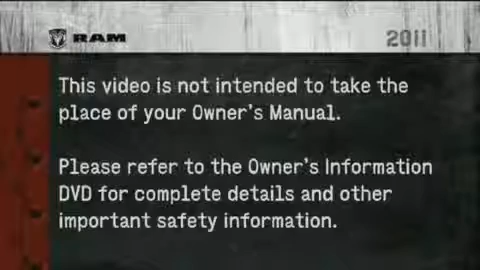 RAM 2011
This video is not intended to take the
place of your Owner's Manual.
Please refer to the Owner's Information
DVD for complete details and other
important safety information.